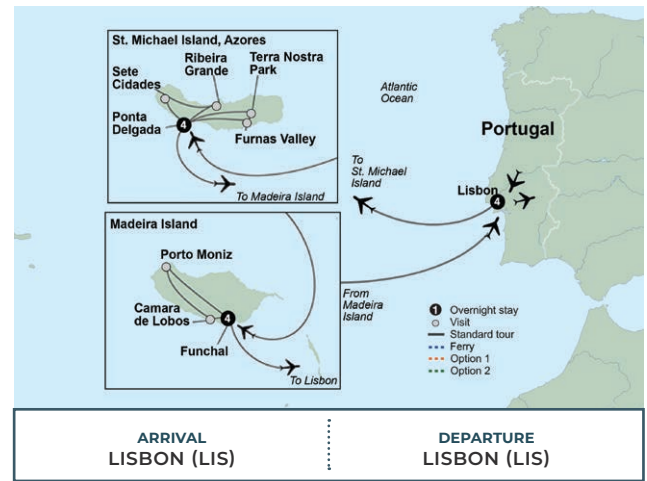 St. Michael Island, Azores
Ribeira
Grande
Terra Nostra
Park
Sete
Cidades
Ponta
Delgada
4
Furnas Valley
To Madeira Island
Atlantic
Ocean
Portugal
To
St. Michael
Island
Lisbon
4
Madeira Island
Porto Moniz
Camara
de Lobos
4
Funchal
To Lisbon
From
Madeira
Island
1 Overnight stay
Visit
Standard tour
Ferry
Option 1
Option 2
ARRIVAL
LISBON (LIS)
DEPARTURE
LISBON (LIS)